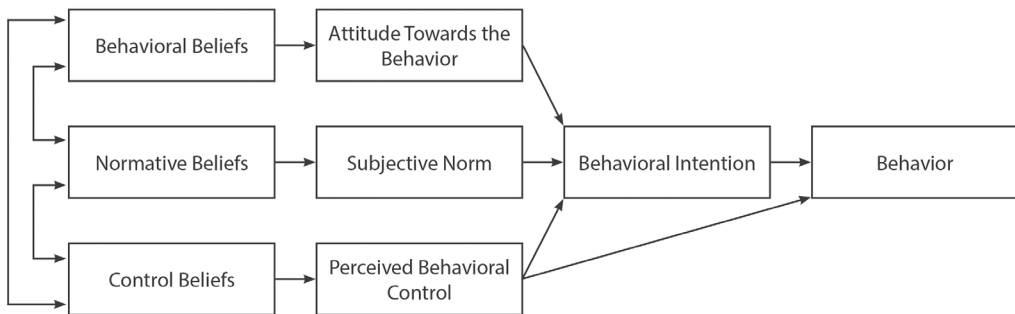 Behavioral Beliefs
Attitude Towards the
Behavior
Normative Beliefs
Subjective Norm
Behavioral Intention
Behavior
Control Beliefs
Perceived Behavioral
Control